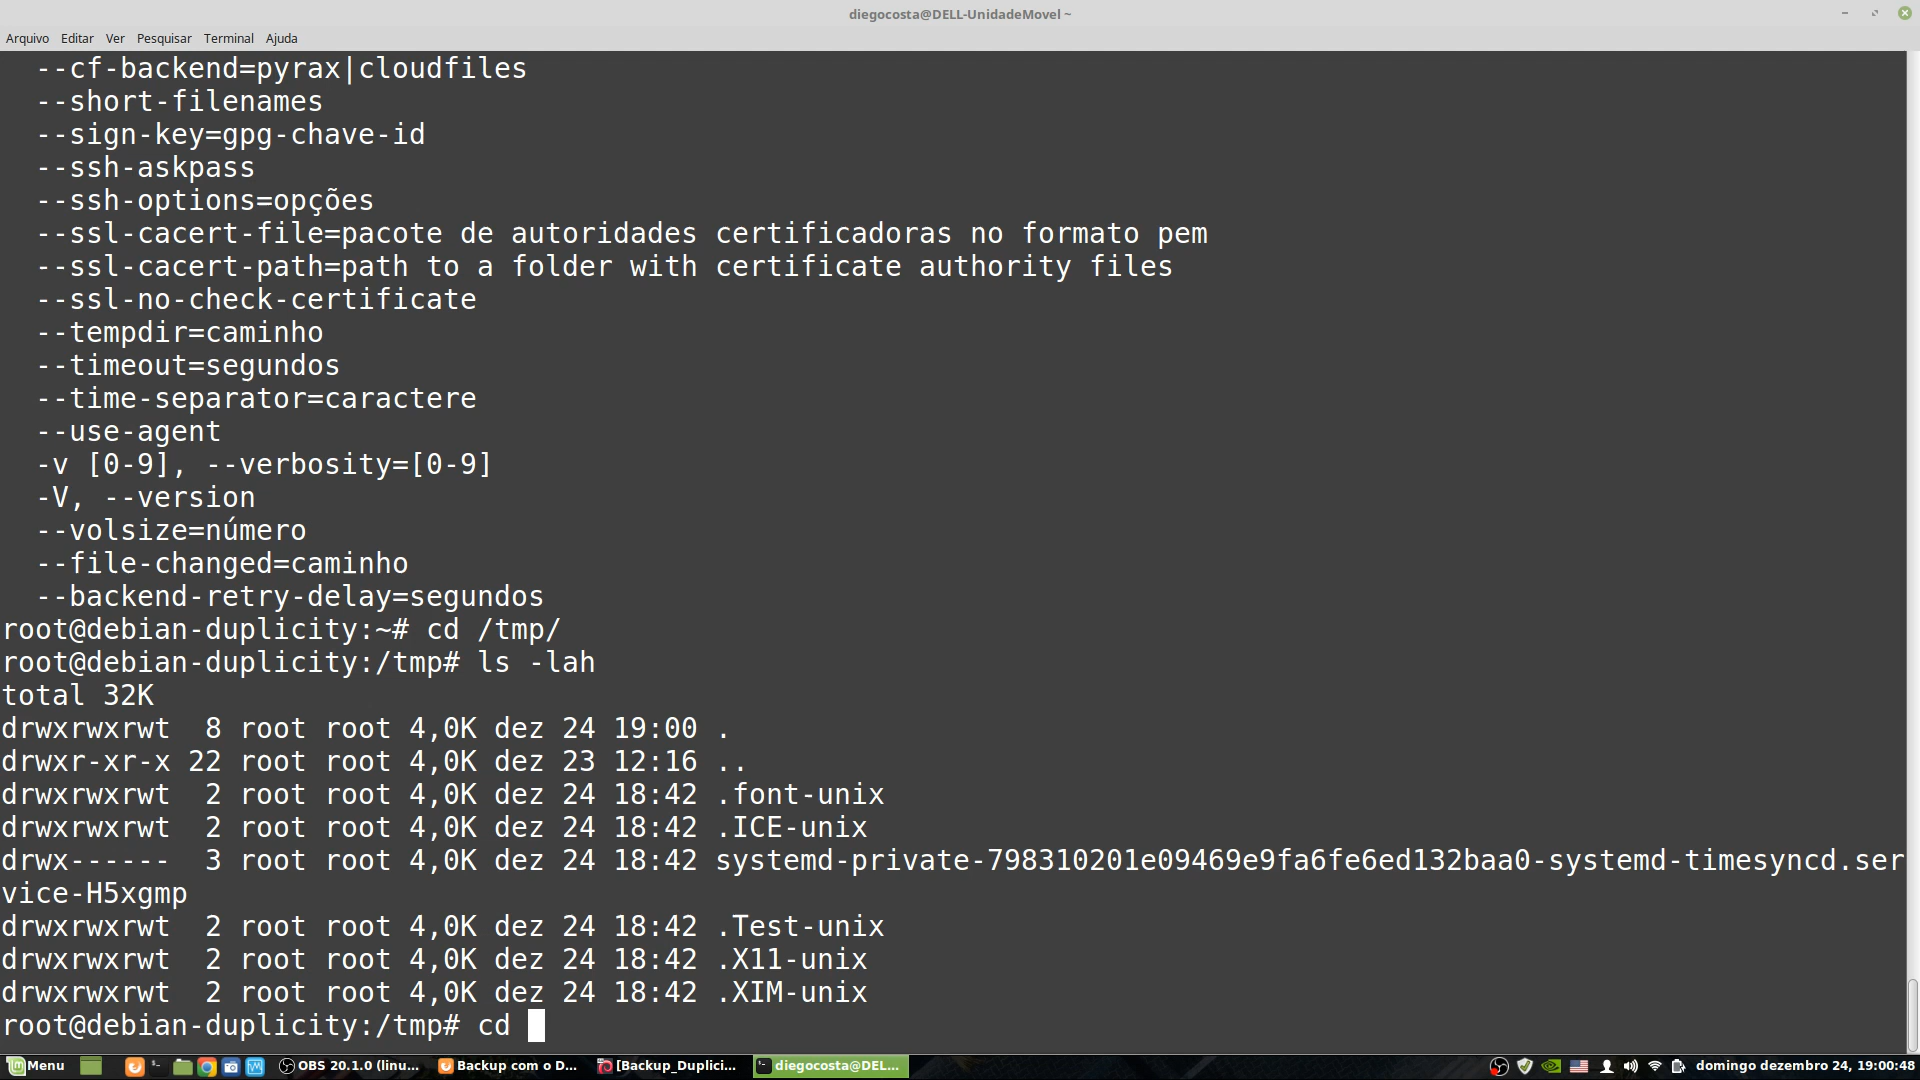 diegocosta@DELL-UnidadeMovel ~
Arquivo Editar Ver Pesquisar Terminal Ajuda
--cf-backend=pyrax|cloudfiles
--short-filenames
--sign-key=gpg-chave-id
--ssh-askpass
--ssh-options=opções
--ssl-cacert-file=pacote de autoridades certificadoras no formato pem
--ssl-cacert-path=path to a folder with certificate authority files
--ssl-no-check-certificate
--tempdir=caminho
--timeout=segundos
--time-separator=caractere
--use-agent
-v [0-9], --verbosity=[0-9]
-V, --version
--volsize=número
--file-changed=caminho
--backend-retry-delay=segundos
root@debian-duplicity:~# cd /tmp/
root@debian-duplicity:/tmp# ls -lah
total 32K
drwxrwxrwt  8 root root 4,0K dez 24 19:00 .
drwxr-xr-x 22 root root 4,0K dez 23 12:16 ..
drwxrwxrwt  2 root root 4,0K dez 24 18:42 .font-unix
drwxrwxrwt  2 root root 4,0K dez 24 18:42 .ICE-unix
drwx------  3 root root 4,0K dez 24 18:42 systemd-private-798310201e09469e9fa6fe6ed132baa0-systemd-timesyncd.ser
vice-H5xgmp
drwxrwxrwt  2 root root 4,0K dez 24 18:42 .Test-unix
drwxrwxrwt  2 root root 4,0K dez 24 18:42 .X11-unix
drwxrwxrwt  2 root root 4,0K dez 24 18:42 .XIM-unix
root@debian-duplicity:/tmp# cd
Menu OBS 20.1.0 (linu... Backup com o D... [Backup_Duplici... diegocosta@DEL... domingo dezembro 24, 19:00:48